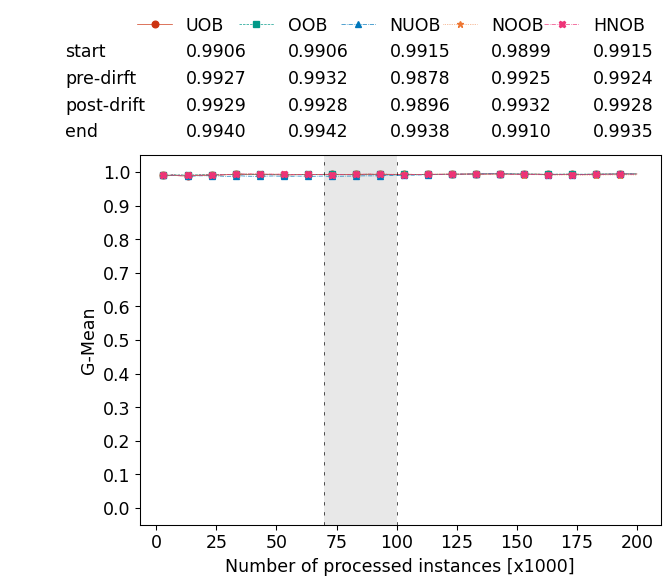 UOB OOB NUOB NOOB HNOB
start 0.9906 0.9906 0.9915 0.9899 0.9915
pre-dirft 0.9927 0.9932 0.9878 0.9925 0.9924
post-drift 0.9929 0.9928 0.9896 0.9932 0.9928
end 0.9940 0.9942 0.9938 0.9910 0.9935
1.0
0.9
0.8
0.7
0.6
0.5
0.4
0.3
0.2
0.1
0.0
G-Mean
0 25 50 75 100 125 150 175 200
Number of processed instances [x1000]